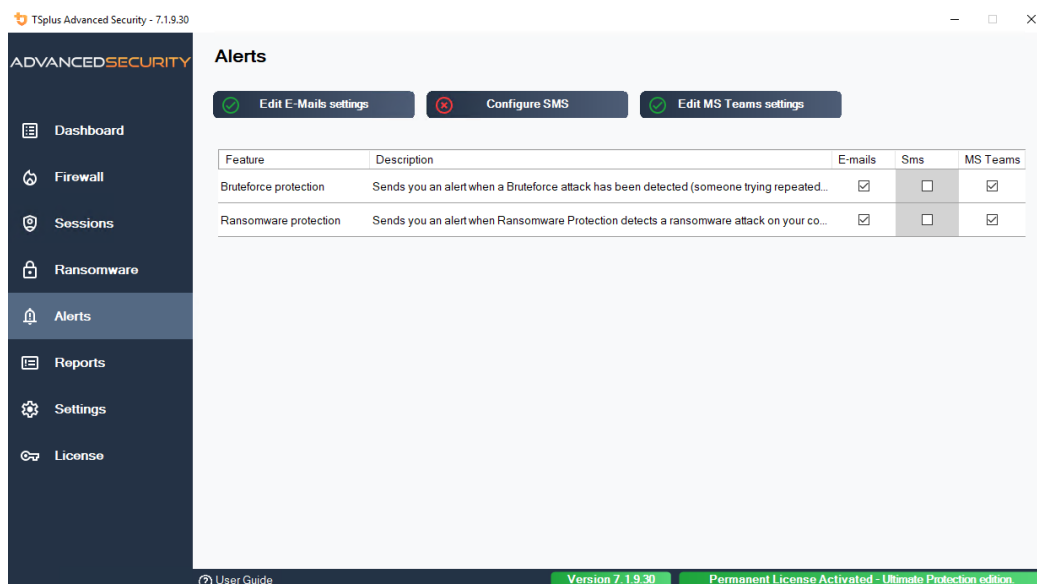 TSplus Advanced Security - 7.1.9.30
ADVANCEDSECURITY
Dashboard
Firewall
Sessions
Ransomware
Alerts
Reports
Settings
License
Alerts
Edit E-Mails settings
Configure SMS
Edit MS Teams settings
Feature Description E-mails Sms MS Teams
Bruteforce protection Sends you an alert when a Bruteforce attack has been detected (someone trying repeated...
Ransomware protection Sends you an alert when Ransomware Protection detects a ransomware attack on your co...
User Guide
Version 7.1.9.30
Permanent License Activated - Ultimate Protection edition.